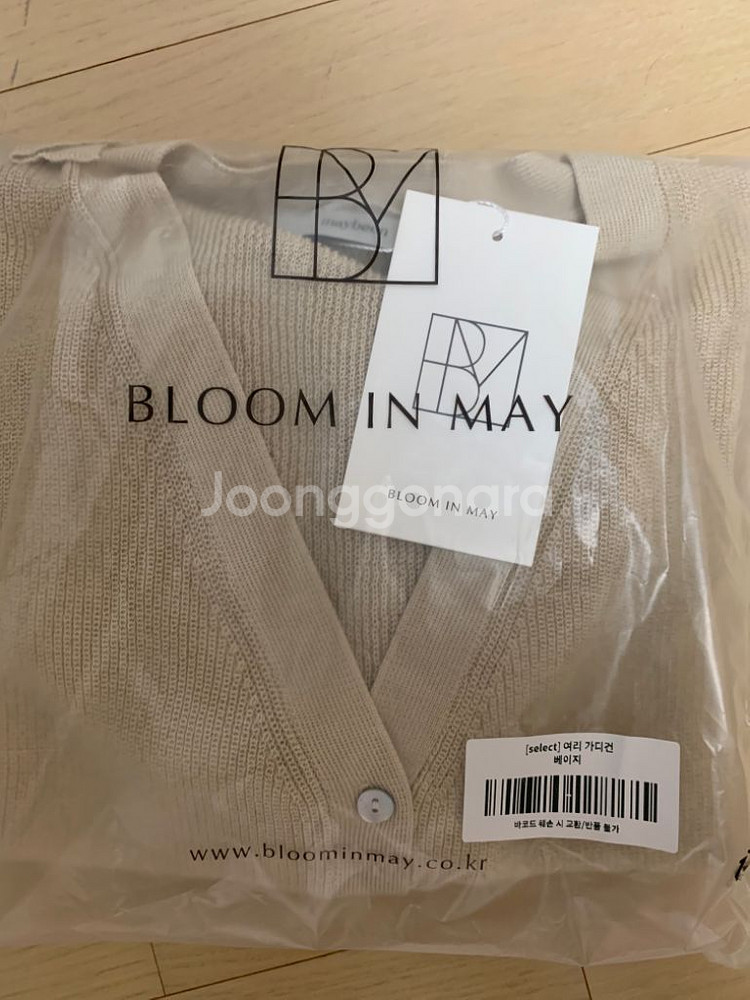 maybeen
BLOOM IN MAY
Joonggonara
BLOOM IN MAY
[select] 여리 가디건
베이지
바코드 훼손 시 교환/반품 불가
www.bloominmay.co.kr